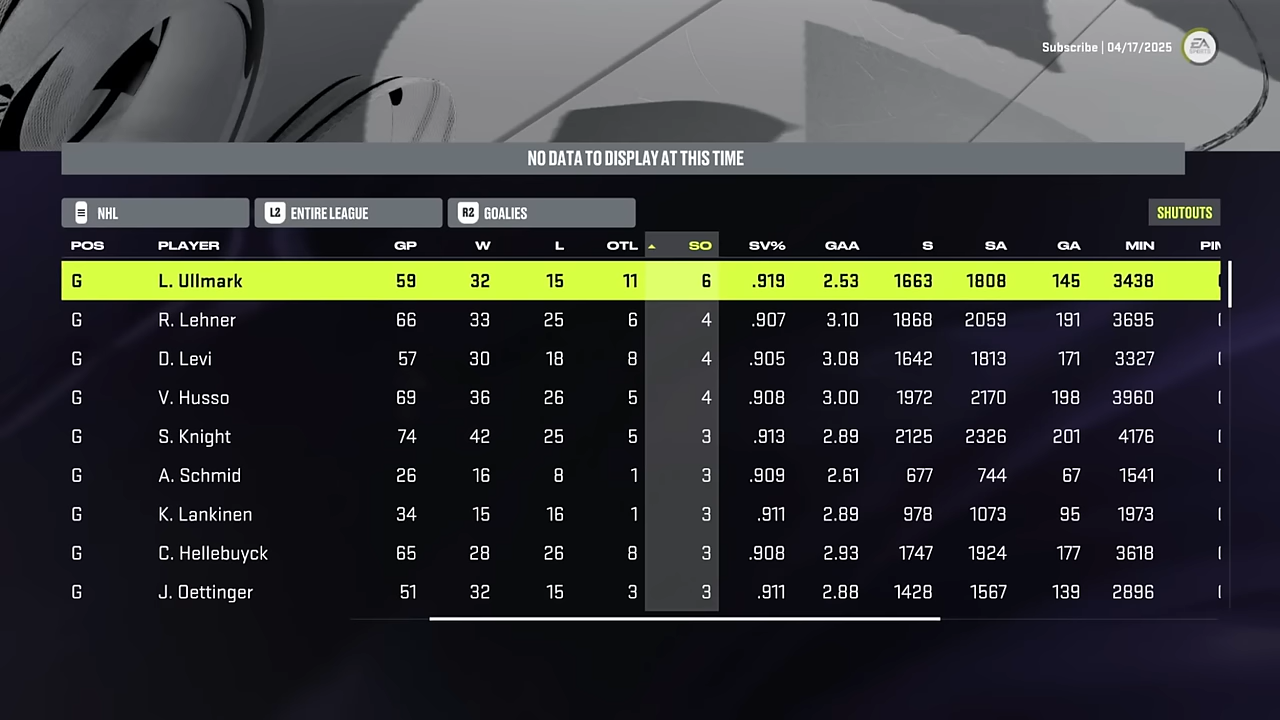 Subscribe | 04/17/2025
EA SPORTS
NO DATA TO DISPLAY AT THIS TIME
NHL L2 ENTIRE LEAGUE R2 GOALIES SHUTOUTS
POS PLAYER GP W L OTL SO SV% GAA S SA GA MIN
G L. Ullmark 59 32 15 11 6 .919 2.53 1663 1808 145 3438
G R. Lehner 66 33 25 6 4 .907 3.10 1868 2059 191 3695
G D. Levi 57 30 18 8 4 .905 3.08 1642 1813 171 3327
G V. Husso 69 36 26 5 4 .908 3.00 1972 2170 198 3960
G S. Knight 74 42 25 5 3 .913 2.89 2125 2326 201 4176
G A. Schmid 26 16 8 1 3 .909 2.61 677 744 67 1541
G K. Lankinen 34 15 16 1 3 .911 2.89 978 1073 95 1973
G C. Hellebuyck 65 28 26 8 3 .908 2.93 1747 1924 177 3618
G J. Oettinger 51 32 15 3 3 .911 2.88 1428 1567 139 2896